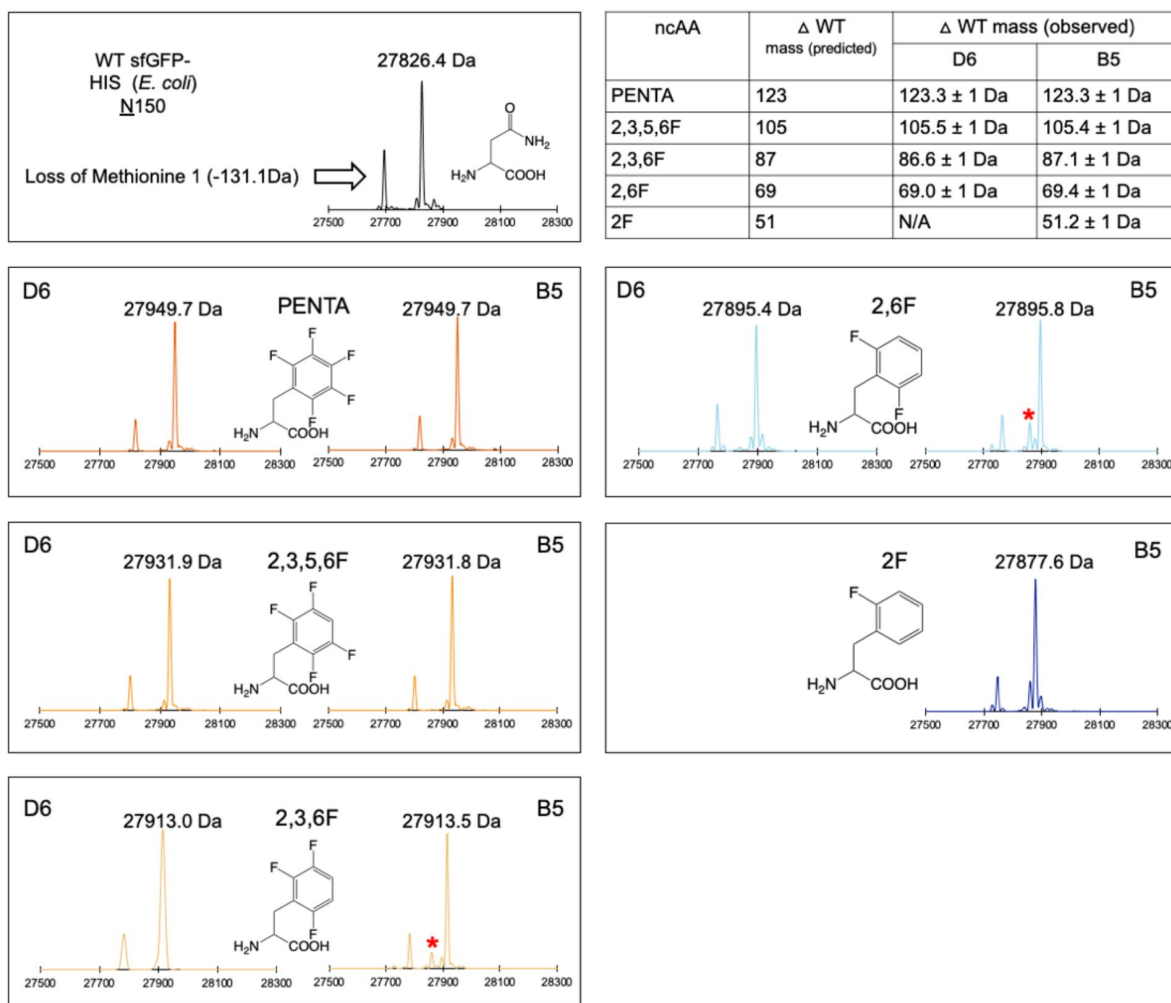 WT sfGFP-
HIS (E. coli)
N150
27826.4 Da
Loss of Methionine 1 (-131.1Da)
O
NH₂
H₂N
COOH
27500 27700 27900 28100 28300
ncAA
△ WT
mass (predicted)
△ WT mass (observed)
D6 B5
PENTA 123 123.3 ± 1 Da 123.3 ± 1 Da
2,3,5,6F 105 105.5 ± 1 Da 105.4 ± 1 Da
2,3,6F 87 86.6 ± 1 Da 87.1 ± 1 Da
2,6F 69 69.0 ± 1 Da 69.4 ± 1 Da
2F 51 N/A 51.2 ± 1 Da
D6 PENTA B5
27949.7 Da 27949.7 Da
F
F F
F
F
H₂N COOH
27500 27700 27900 28100 28300 27500 27700 27900 28100 28300
D6 2,6F B5
27895.4 Da 27895.8 Da
F
F
*
H₂N COOH
27500 27700 27900 28100 28300 27500 27700 27900 28100 28300
D6 2,3,5,6F B5
27931.9 Da 27931.8 Da
F
F F
F
H₂N COOH
27500 27700 27900 28100 28300 27500 27700 27900 28100 28300
2F B5
27877.6 Da
F
H₂N COOH
27500 27700 27900 28100 28300
D6 2,3,6F B5
27913.0 Da 27913.5 Da
F
F
F
*
H₂N COOH
27500 27700 27900 28100 28300 27500 27700 27900 28100 28300